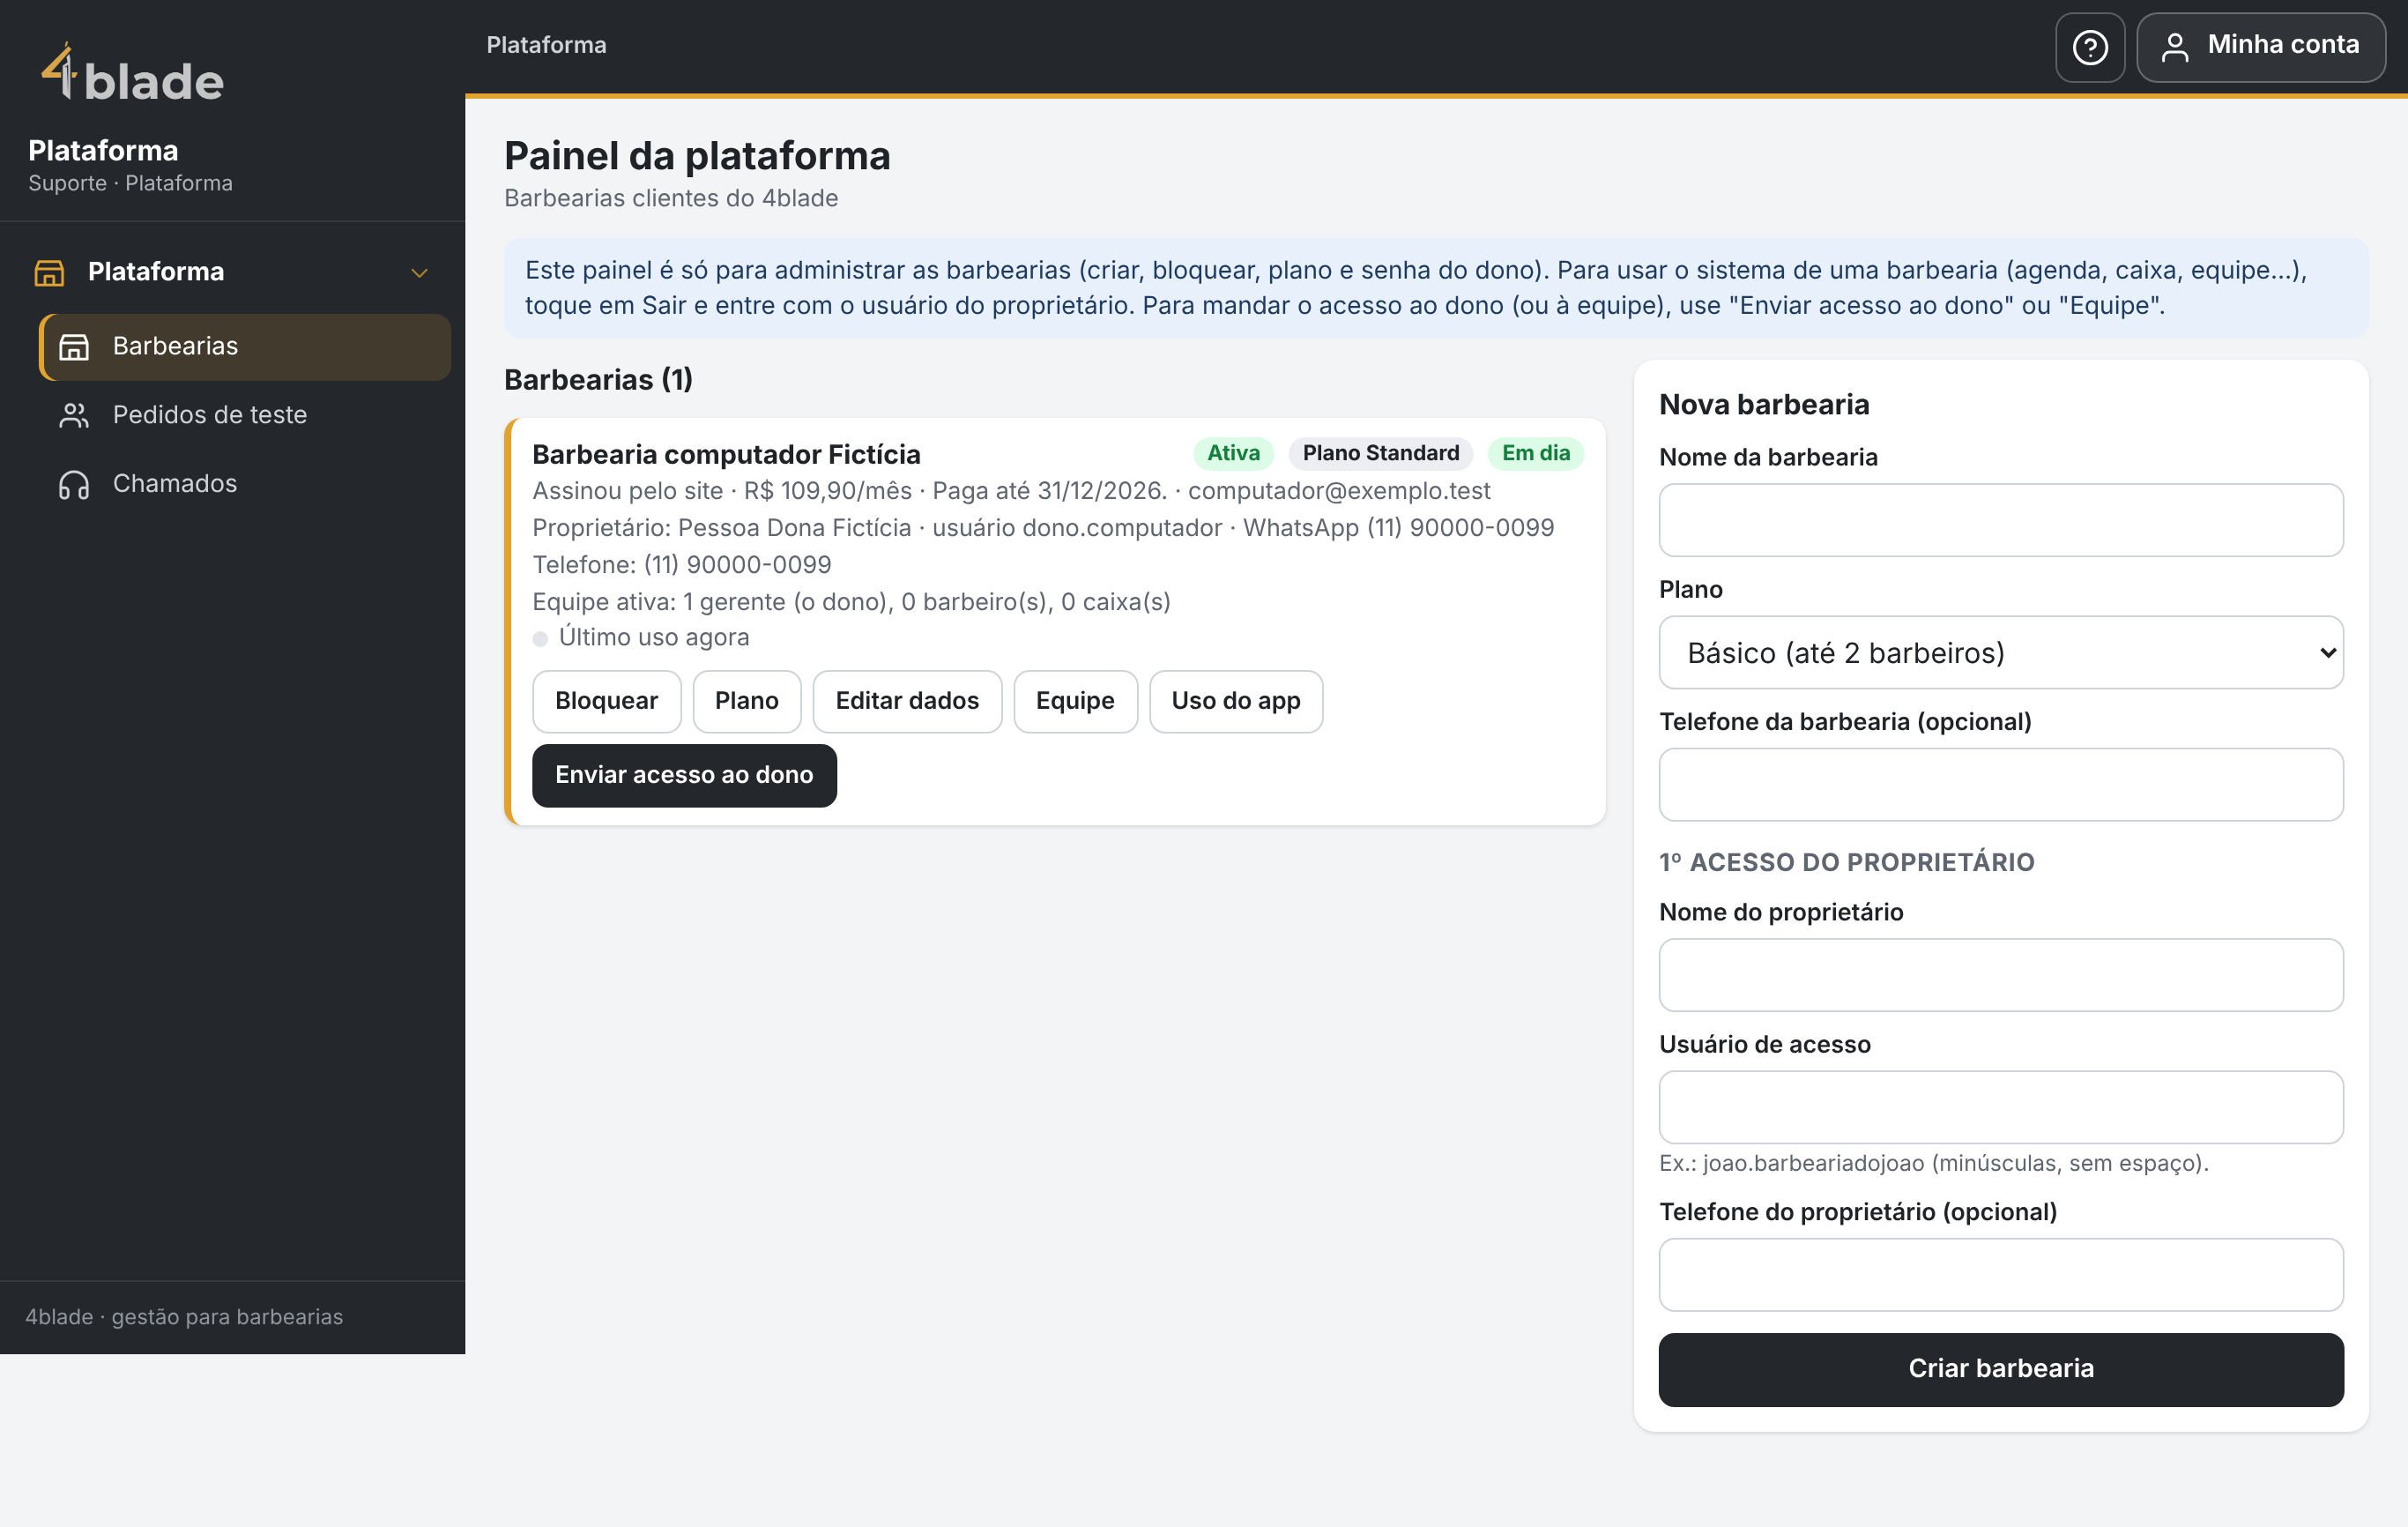 4blade
Plataforma
Suporte · Plataforma
Plataforma
Barbearias
Pedidos de teste
Chamados
4blade · gestão para barbearias
Plataforma
Minha conta
Painel da plataforma
Barbearias clientes do 4blade
Este painel é só para administrar as barbearias (criar, bloquear, plano e senha do dono). Para usar o sistema de uma barbearia (agenda, caixa, equipe...),
toque em Sair e entre com o usuário do proprietário. Para mandar o acesso ao dono (ou à equipe), use "Enviar acesso ao dono" ou "Equipe".
Barbearias (1)
Barbearia computador Fictícia
Ativa
Plano Standard
Em dia
Assinou pelo site · R$ 109,90/mês · Paga até 31/12/2026. · computador@exemplo.test
Proprietário: Pessoa Dona Fictícia · usuário dono.computador · WhatsApp (11) 90000-0099
Telefone: (11) 90000-0099
Equipe ativa: 1 gerente (o dono), 0 barbeiro(s), 0 caixa(s)
Último uso agora
Bloquear
Plano
Editar dados
Equipe
Uso do app
Enviar acesso ao dono
Nova barbearia
Nome da barbearia
Plano
Básico (até 2 barbeiros)
Telefone da barbearia (opcional)
1º ACESSO DO PROPRIETÁRIO
Nome do proprietário
Usuário de acesso
Ex.: joao.barbeariadojoao (minúsculas, sem espaço).
Telefone do proprietário (opcional)
Criar barbearia